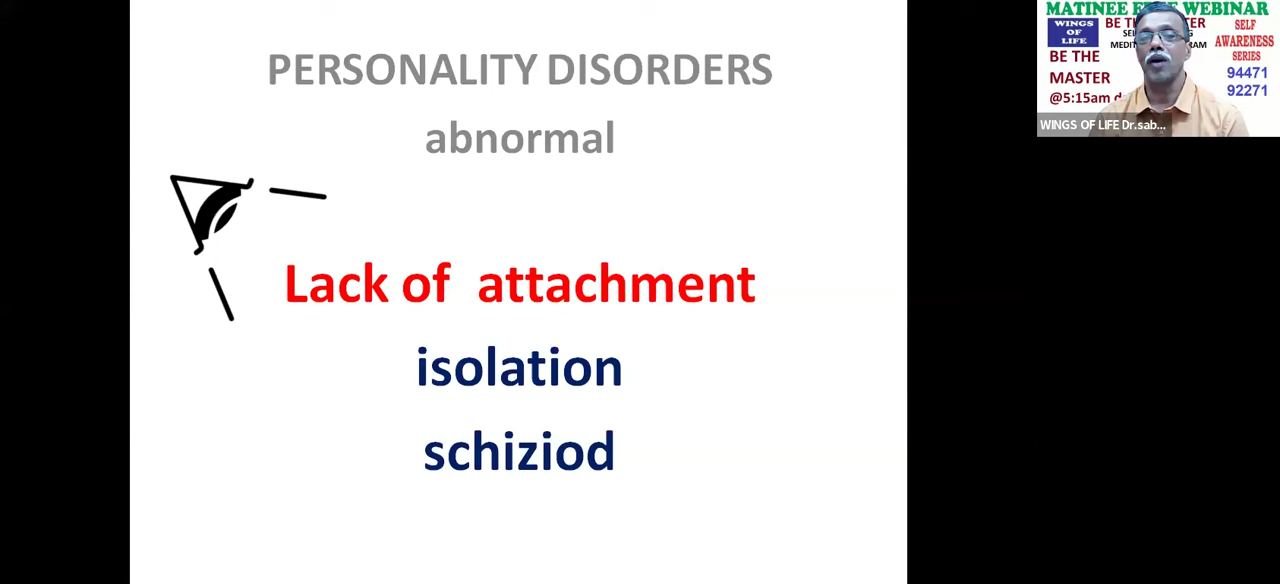 PERSONALITY DISORDERS
abnormal
Lack of attachment
isolation
schiziod
MATINEE WEBINAR
WINGS
OF
LIFE
BE THE
MASTER
@5:15am
SELF
AWARENESS
SERIES
94471
92271
WINGS OF LIFE Dr.sab...